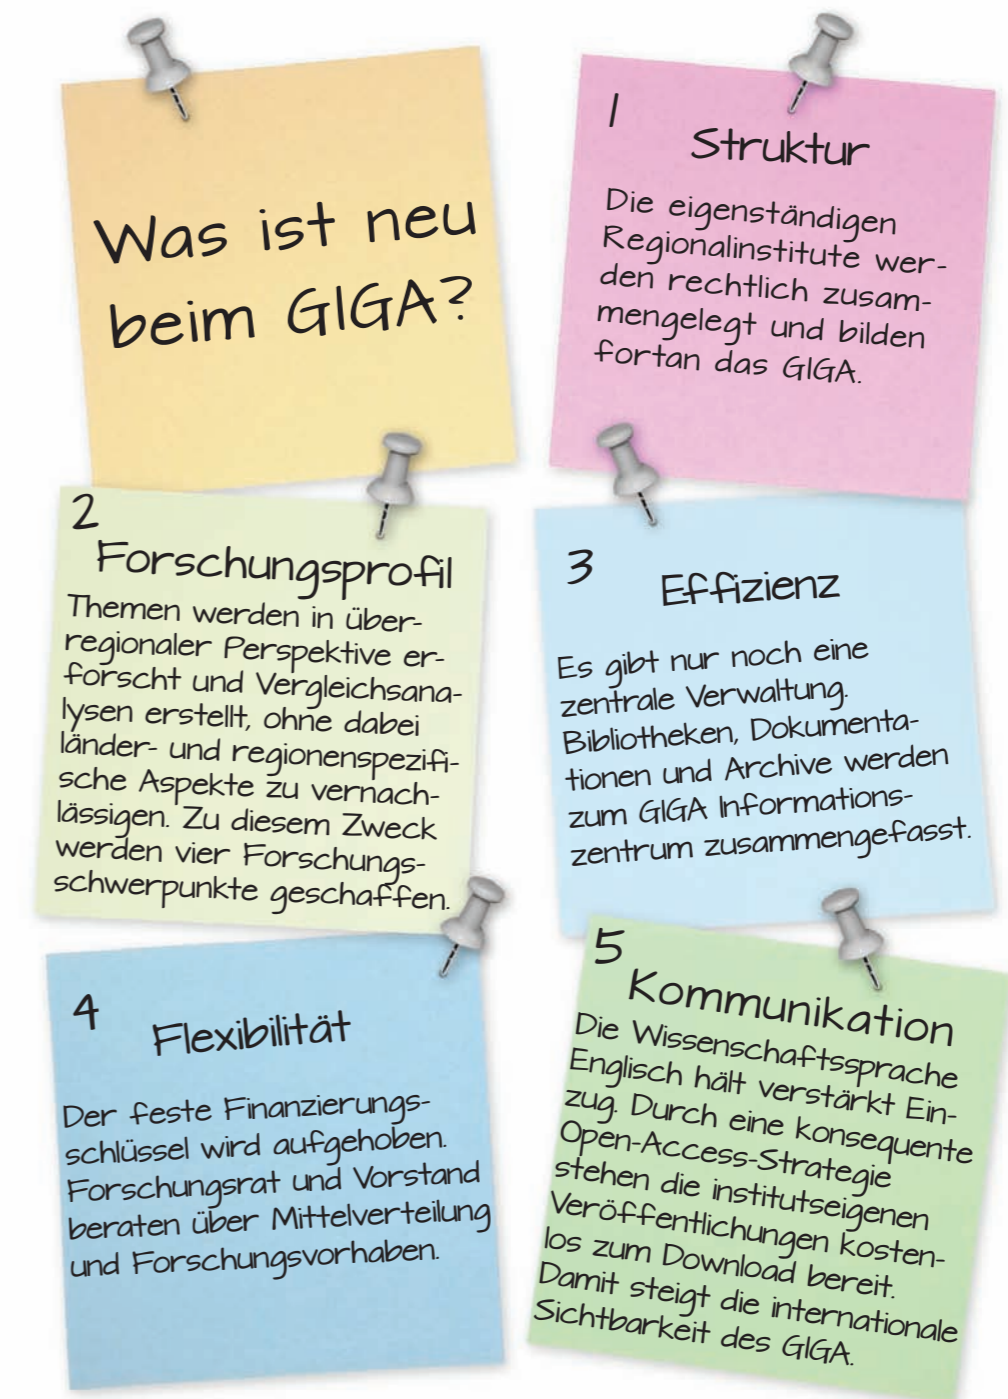 Was ist neu
beim GIGA?
1
Struktur
Die eigenständigen
Regionalinstitute wer-
den rechtlich zusam-
mengelegt und bilden
fortan das GIGA.
2
Forschungsprofil
Themen werden in über-
regionaler Perspektive er-
forscht und Vergleichsana-
lysen erstellt, ohne dabei
länder- und regionenspezifi-
sche Aspekte zu vernach-
lässigen. Zu diesem Zweck
werden vier Forschungs-
schwerpunkte geschaffen.
3
Effizienz
Es gibt nur noch eine
zentrale Verwaltung.
Bibliotheken, Dokumenta-
tionen und Archive werden
zum GIGA Informations-
zentrum zusammengefasst.
4
Flexibilität
Der feste Finanzierungs-
schlüssel wird aufgehoben.
Forschungsrat und Vorstand
beraten über Mittelverteilung
und Forschungsvorhaben.
5
Kommunikation
Die Wissenschaftssprache
Englisch hält verstärkt Ein-
zug. Durch eine konsequente
Open-Access-Strategie
stehen die institutseigenen
Veröffentlichungen kosten-
los zum Download bereit.
Damit steigt die internationale
Sichtbarkeit des GIGA.